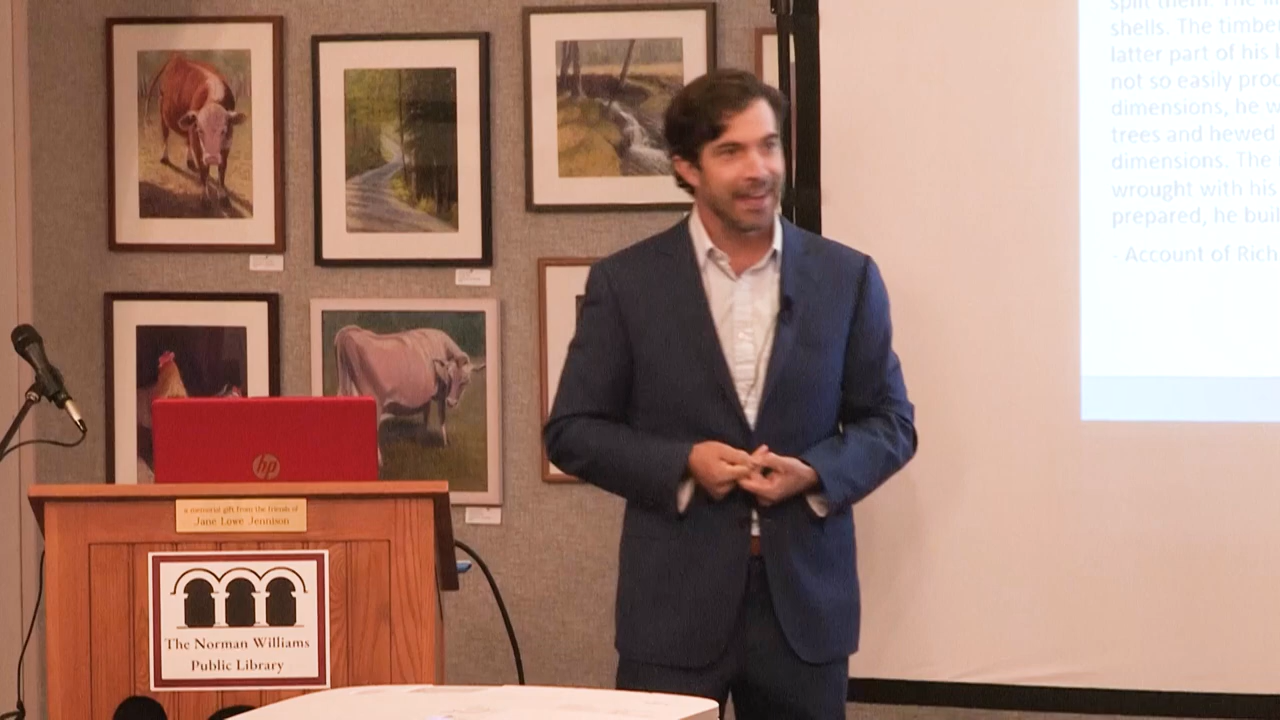 split them. The
shells. The timber
latter part of his
not so easily proc
dimensions, he w
trees and hewed
dimensions. The
wrought with his
prepared, he buil
- Account of Rich
hp
a memorial gift from the friends of
Jane Lowe Jennison
The Norman Williams
Public Library